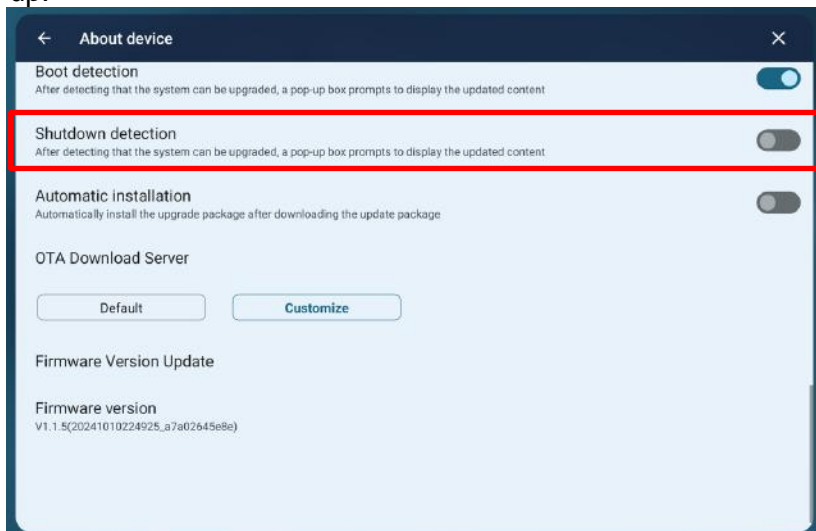 up.
About device
Boot detection
After detecting that the system can be upgraded, a pop-up box prompts to display the updated content
Shutdown detection
After detecting that the system can be upgraded, a pop-up box prompts to display the updated content
Automatic installation
Automatically install the upgrade package after downloading the update package
OTA Download Server
Default Customize
Firmware Version Update
Firmware version
V1.1.5(20241010224925_a7a02645e8e)